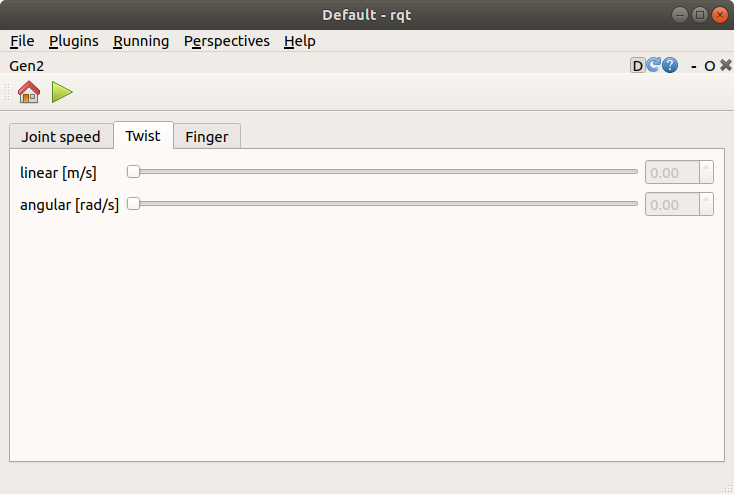 Default - rqt
File Plugins Running Perspectives Help
Gen2 D ? - O
Joint speed Twist Finger
linear [m/s] 0.00
angular [rad/s] 0.00